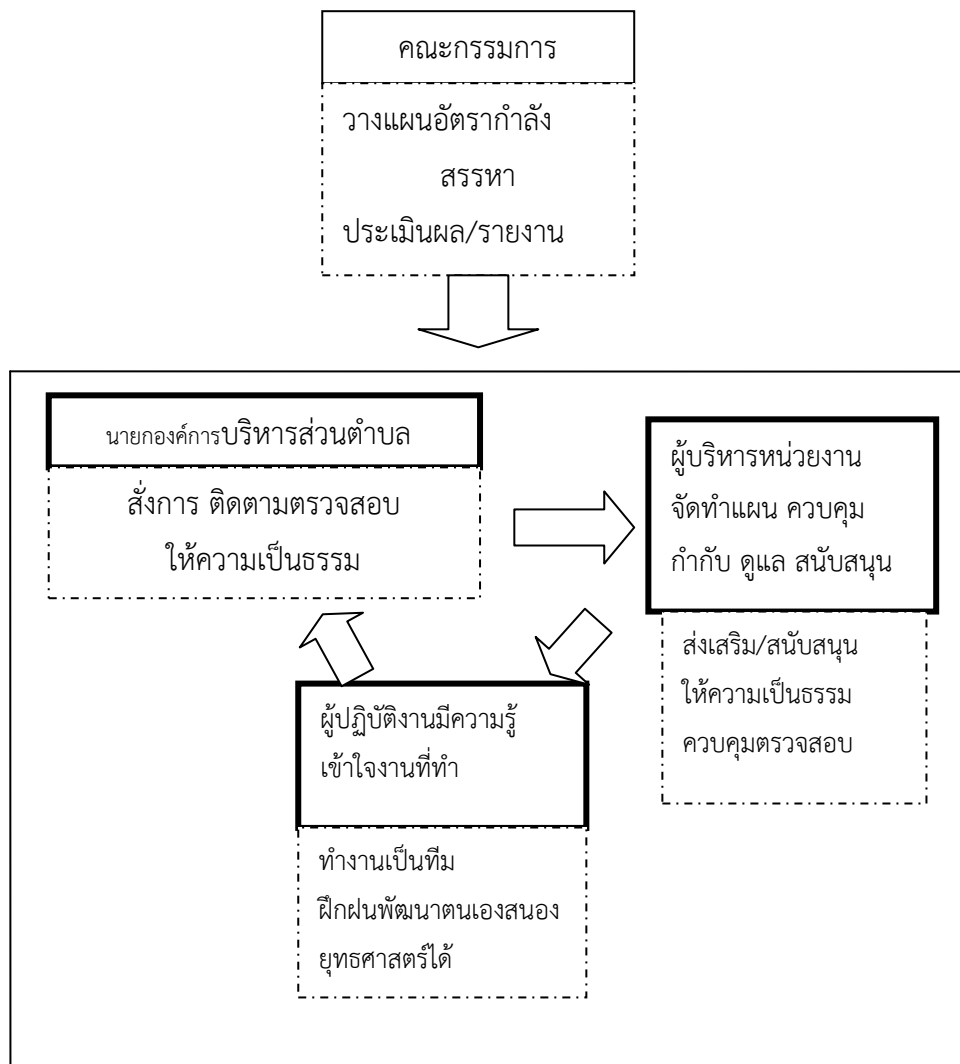 คณะกรรมการ
วางแผนอัตรากำลัง
สรรหา
ประเมินผล/รายงาน
นายกองค์การบริหารส่วนตำบล
สั่งการ ติดตามตรวจสอบ
ให้ความเป็นธรรม
ผู้บริหารหน่วยงาน
จัดทำแผน ควบคุม
กำกับ ดูแล สนับสนุน
ส่งเสริม/สนับสนุน
ให้ความเป็นธรรม
ควบคุมตรวจสอบ
ผู้ปฏิบัติงานมีความรู้
เข้าใจงานที่ทำ
ทำงานเป็นทีม
ฝึกฝนพัฒนาตนเองสนอง
ยุทธศาสตร์ได้